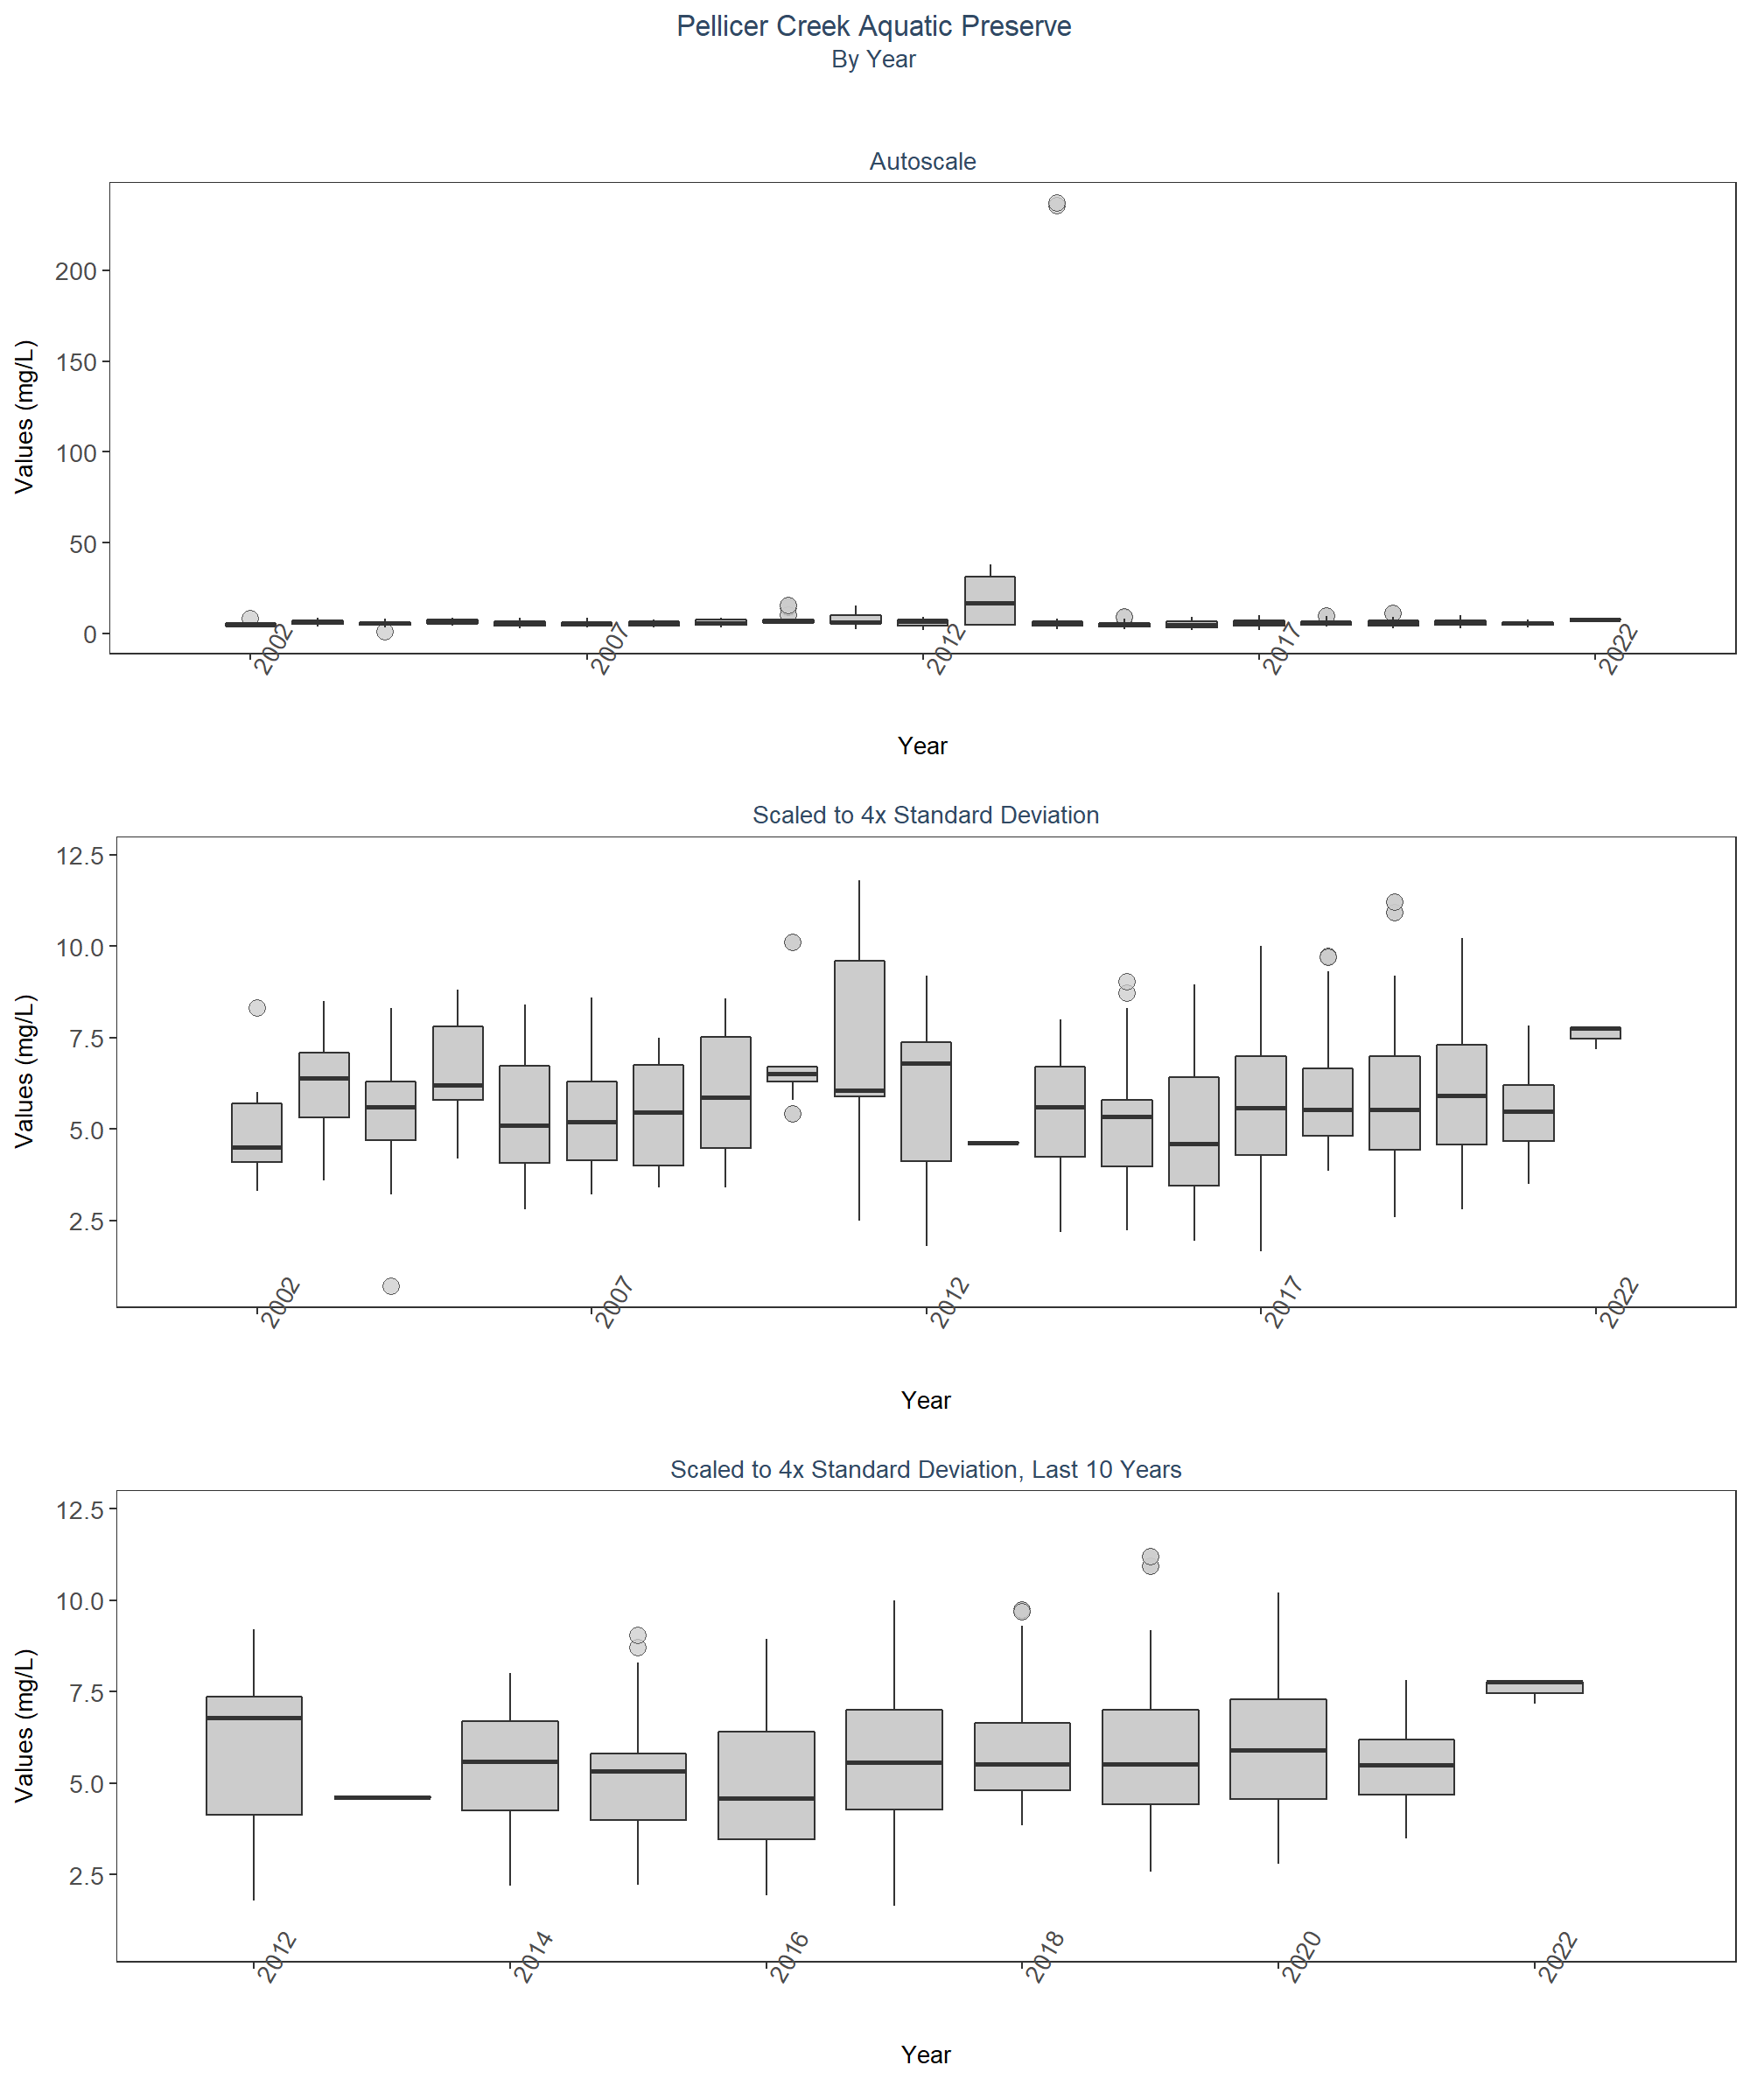 Pellicer Creek Aquatic Preserve
By Year
Autoscale
Values (mg/L)
200
150
100
50
0
2002
2007
2012
2017
2022
Year
Scaled to 4x Standard Deviation
Values (mg/L)
12.5
10.0
7.5
5.0
2.5
2002
2007
2012
2017
2022
Year
Scaled to 4x Standard Deviation, Last 10 Years
Values (mg/L)
12.5
10.0
7.5
5.0
2.5
2012
2014
2016
2018
2020
2022
Year